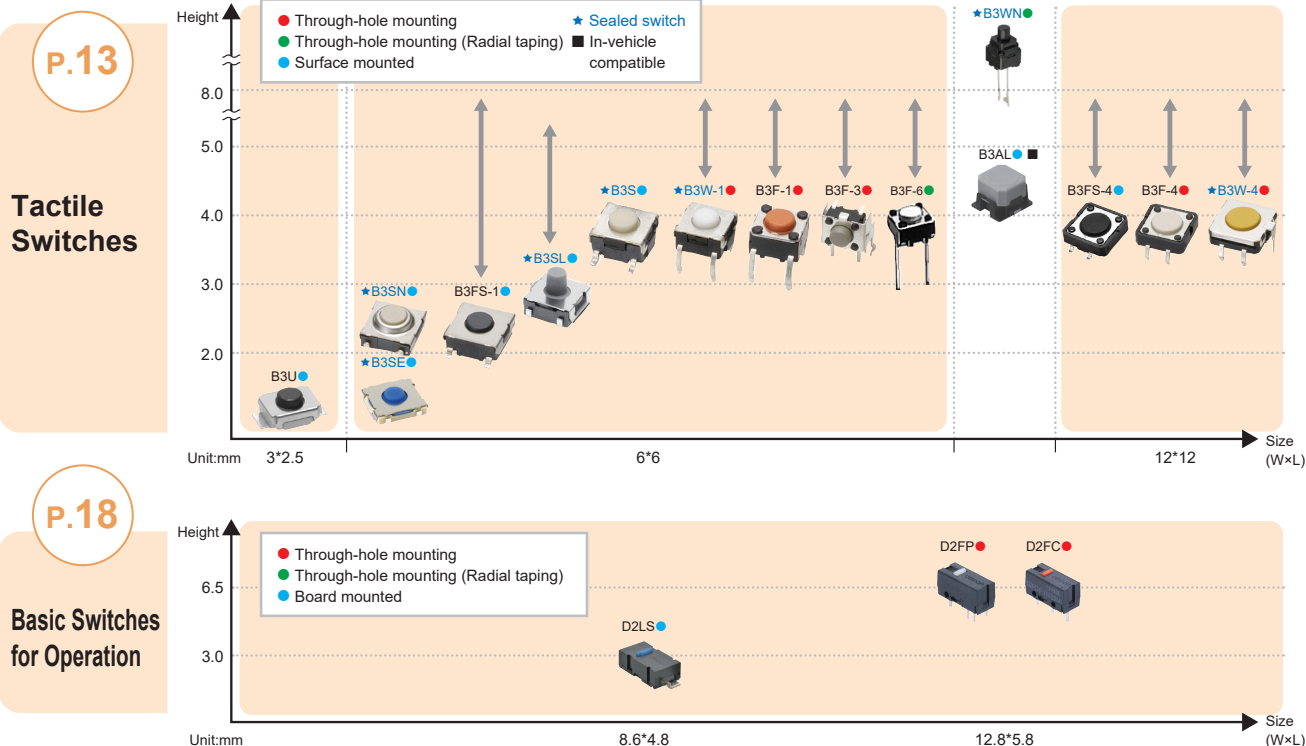 P.13
Tactile
Switches
Height
● Through-hole mounting
● Through-hole mounting (Radial taping)
● Surface mounted
★ Sealed switch
■ In-vehicle
compatible
★B3WN●
8.0
5.0
B3AL● ■
★B3S●
★B3W-1●
B3F-1●
B3F-3●
B3F-6●
B3FS-4●
B3F-4●
★B3W-4●
4.0
★B3SL●
3.0
★B3SN●
B3FS-1●
2.0
★B3SE●
B3U●
Unit:mm
3*2.5
6*6
12*12
Size
(W×L)
P.18
Basic Switches
for Operation
Height
● Through-hole mounting
● Through-hole mounting (Radial taping)
● Board mounted
D2FP●
D2FC●
6.5
D2LS●
3.0
Unit:mm
8.6*4.8
12.8*5.8
Size
(W×L)